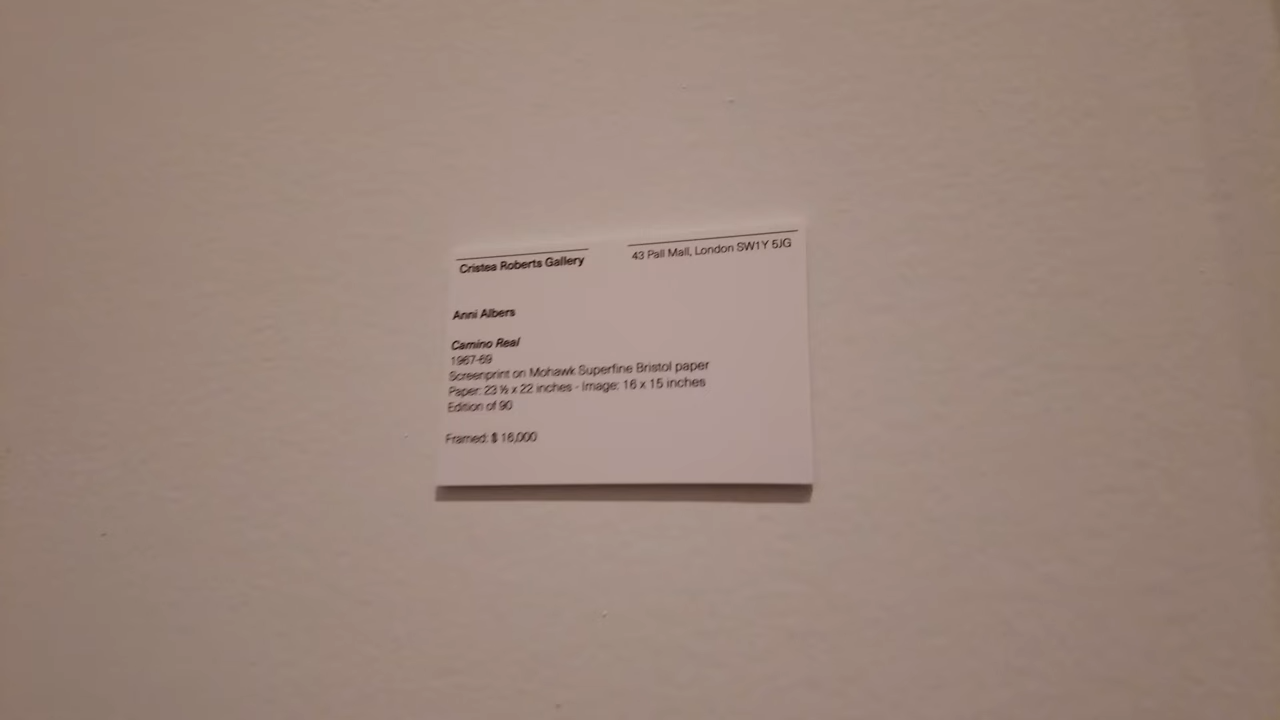 Cristea Roberts Gallery
43 Pall Mall, London SW1Y 5JG
Anni Albers
Camino Real
1967-69
Screenprint on Mohawk Superfine Bristol paper
Paper: 23 ½ x 22 inches - Image: 16 x 15 inches
Edition of 90
Framed: $ 16,000